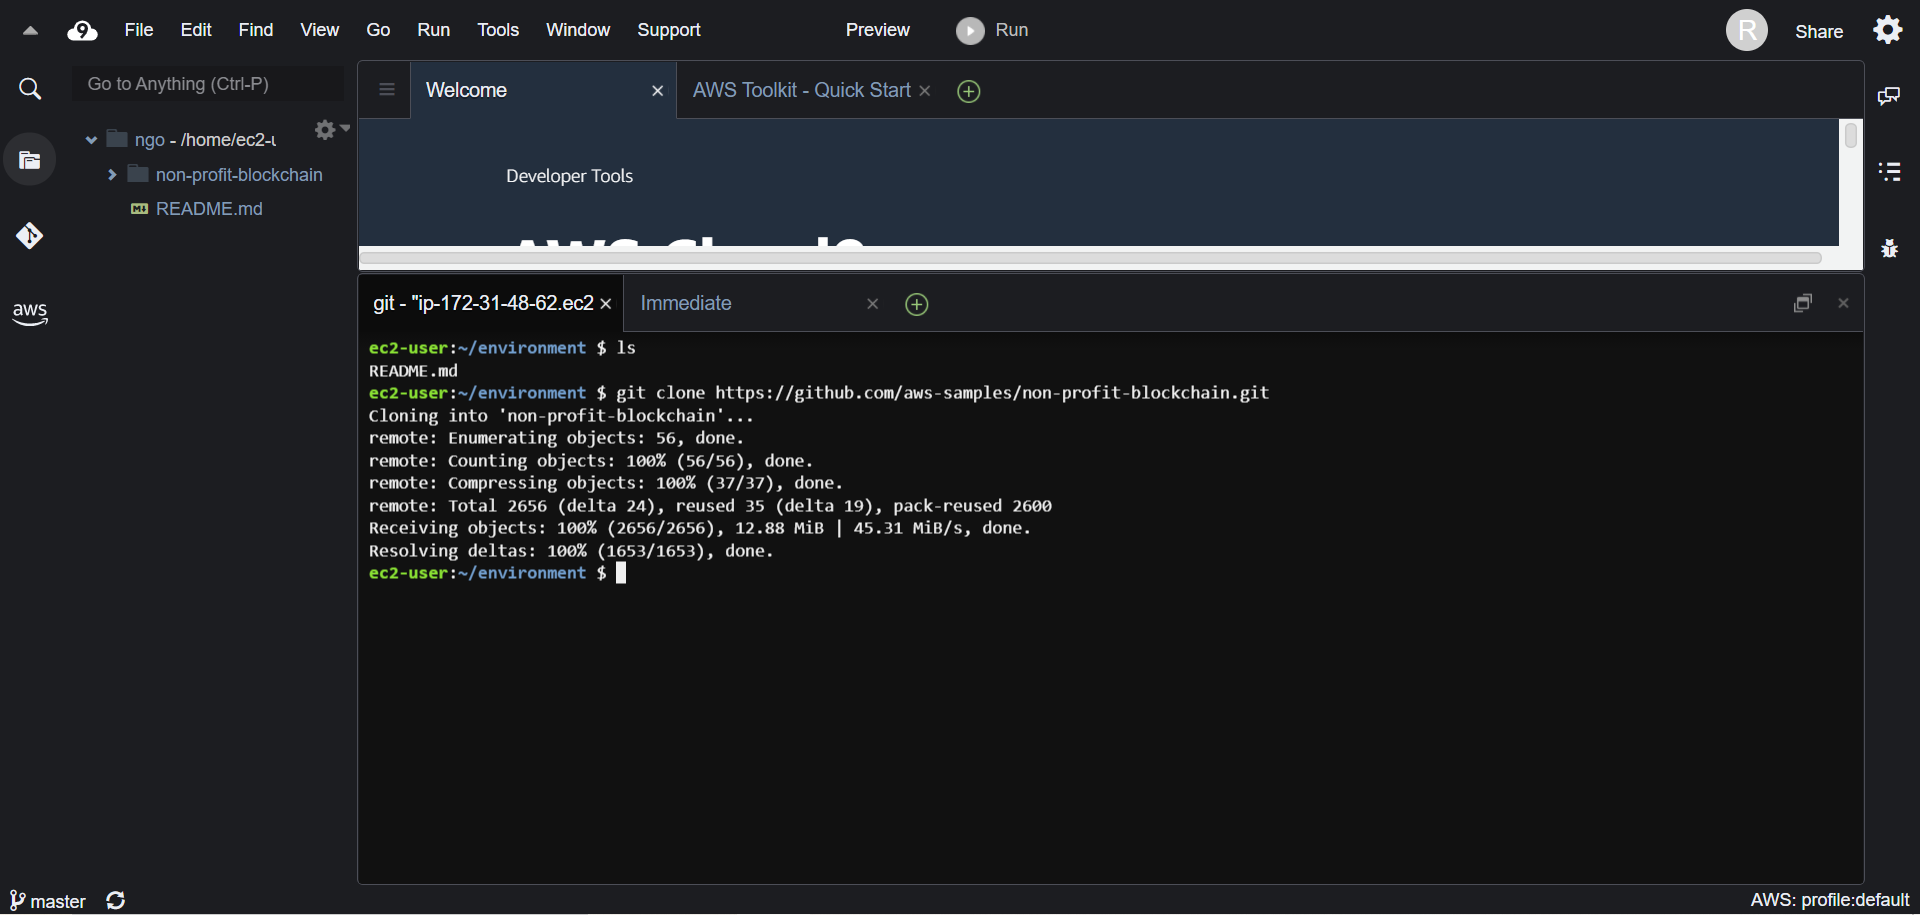 File Edit Find View Go Run Tools Window Support Preview Run R Share
Go to Anything (Ctrl-P)
Welcome
AWS Toolkit - Quick Start
ngo - /home/ec2-u
non-profit-blockchain
README.md
aws
Developer Tools
AWS Cloud9
git - "ip-172-31-48-62.ec2
Immediate
ec2-user:~/environment $ ls
README.md
ec2-user:~/environment $ git clone https://github.com/aws-samples/non-profit-blockchain.git
Cloning into 'non-profit-blockchain'...
remote: Enumerating objects: 56, done.
remote: Counting objects: 100% (56/56), done.
remote: Compressing objects: 100% (37/37), done.
remote: Total 2656 (delta 24), reused 35 (delta 19), pack-reused 2600
Receiving objects: 100% (2656/2656), 12.88 MiB | 45.31 MiB/s, done.
Resolving deltas: 100% (1653/1653), done.
ec2-user:~/environment $
master
AWS: profile:default